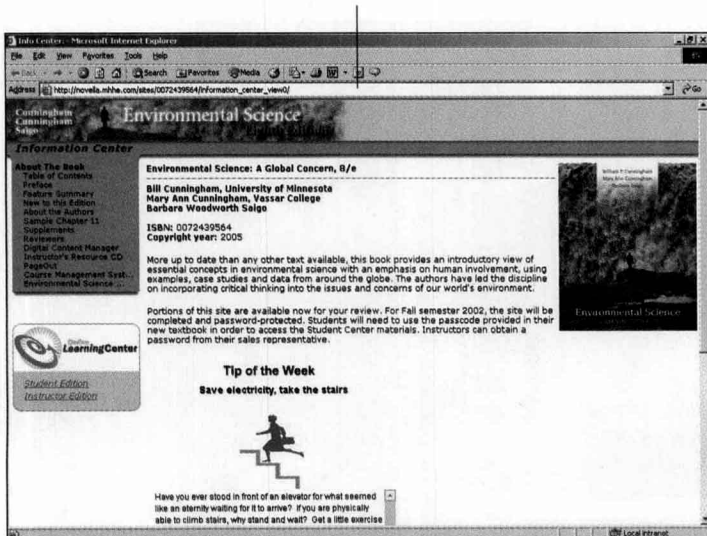 Info Center: - Microsoft Internet Explorer
File Edit View Favorites Tools Help
Back Search Favorites Media
Address http://novella.mhhe.com/sites/0072439564/information_center_view0/ Go
Cunningham
Cunningham
Saigo
Environmental Science
Information Center
About The Book
Table of Contents
Preface
Feature Summary
New to this Edition
About the Authors
Sample Chapter 11
Supplements
Reviewers
Digital Content Manager
Instructor's Resource CD
PageOut
Course Management Syst...
Environmental Science ...
LearningCenter
Student Edition
Instructor Edition
Environmental Science: A Global Concern, 8/e
Bill Cunningham, University of Minnesota
Mary Ann Cunningham, Vassar College
Barbara Woodworth Saigo
ISBN: 0072439564
Copyright year: 2005
More up to date than any other text available, this book provides an introductory view of
essential concepts in environmental science with an emphasis on human involvement, using
examples, case studies and data from around the globe. The authors have led the discipline
on incorporating critical thinking into the issues and concerns of our world's environment.
Portions of this site are available now for your review. For Fall semester 2002, the site will be
completed and password-protected. Students will need to use the passcode provided in their
new textbook in order to access the Student Center materials. Instructors can obtain a
password from their sales representative.
Tip of the Week
Save electricity, take the stairs
Have you ever stood in front of an elevator for what seemed
like an eternity waiting for it to arrive? If you are physically
able to climb stairs, why stand and wait? Get a little exercise
William P. Cunningham
Mary Ann Cunningham
Environmental Science
Local intranet